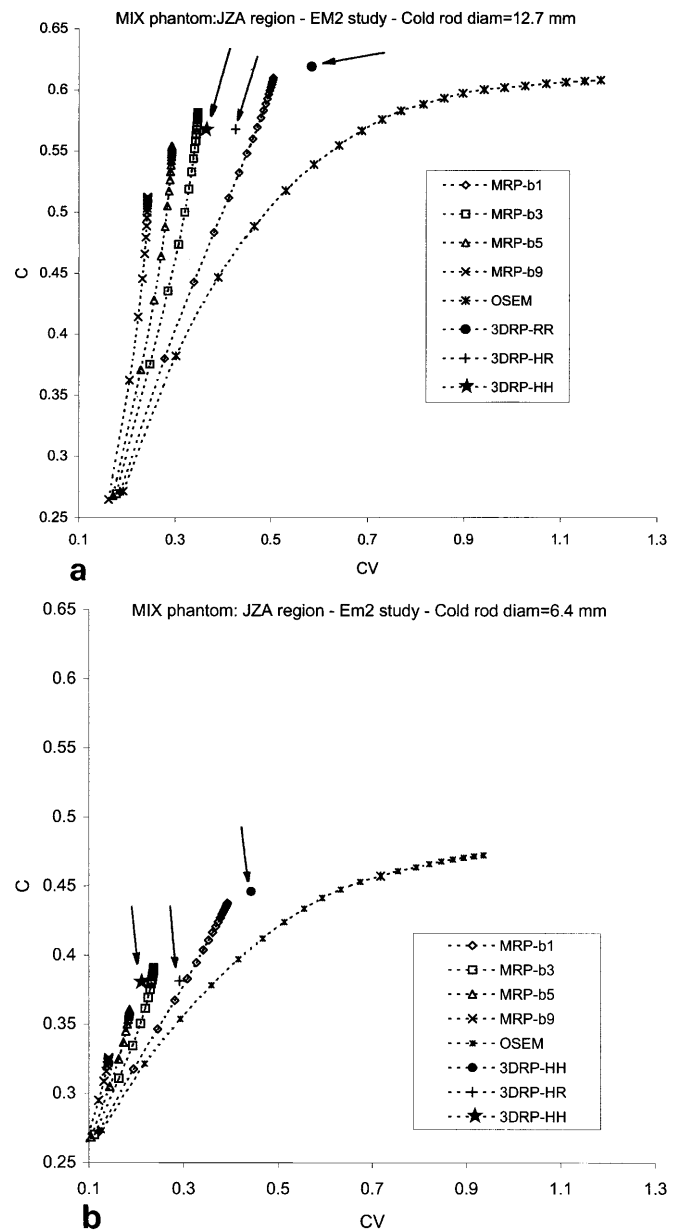 MIX phantom:JZA region - EM2 study - Cold rod diam=12.7 mm
0.65
0.6
0.55
0.5
0.45
0.4
0.35
0.3
0.25
C
0.1 0.3 0.5 0.7 0.9 1.1 1.3
CV
MRP-b1
MRP-b3
MRP-b5
MRP-b9
OSEM
3DRP-RR
3DRP-HR
3DRP-HH
a
MIX phantom: JZA region - Em2 study - Cold rod diam=6.4 mm
0.65
0.6
0.55
0.5
0.45
0.4
0.35
0.3
0.25
C
0.1 0.3 0.5 0.7 0.9 1.1 1.3
CV
MRP-b1
MRP-b3
MRP-b5
MRP-b9
OSEM
3DRP-HH
3DRP-HR
3DRP-HH
b